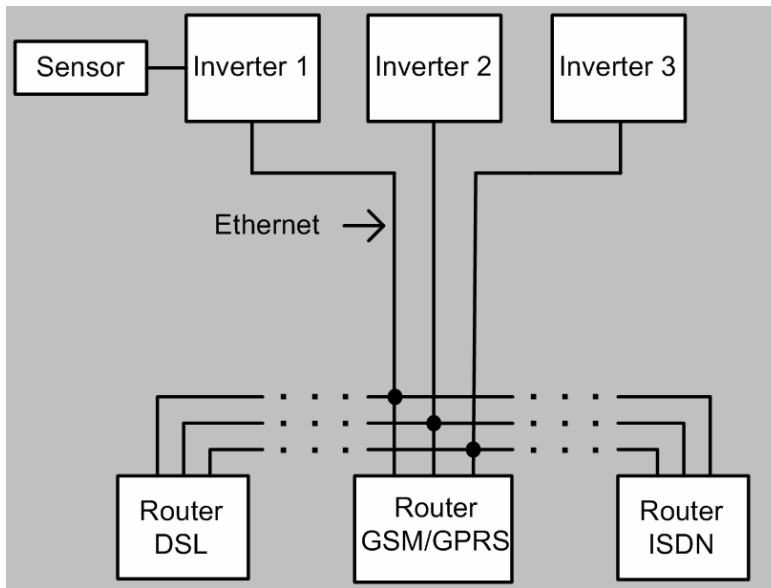 Sensor
Inverter 1
Inverter 2
Inverter 3
Ethernet
Router
DSL
Router
GSM/GPRS
Router
ISDN